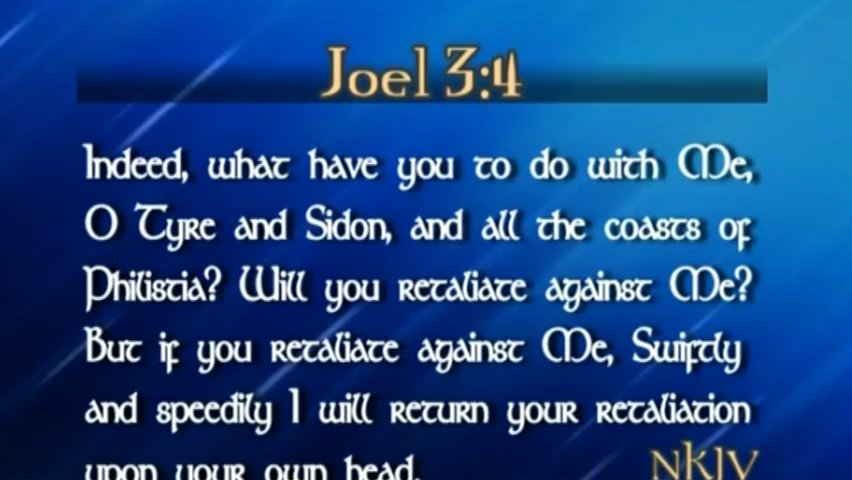 Joel 3:4
Indeed, what have you to do with Me,
O Tyre and Sidon, and all the coasts of
Philistia? Will you retaliate against Me?
But if you retaliate against Me, Swiftly
and speedily I will return your retaliation
upon your own head.
NKJV